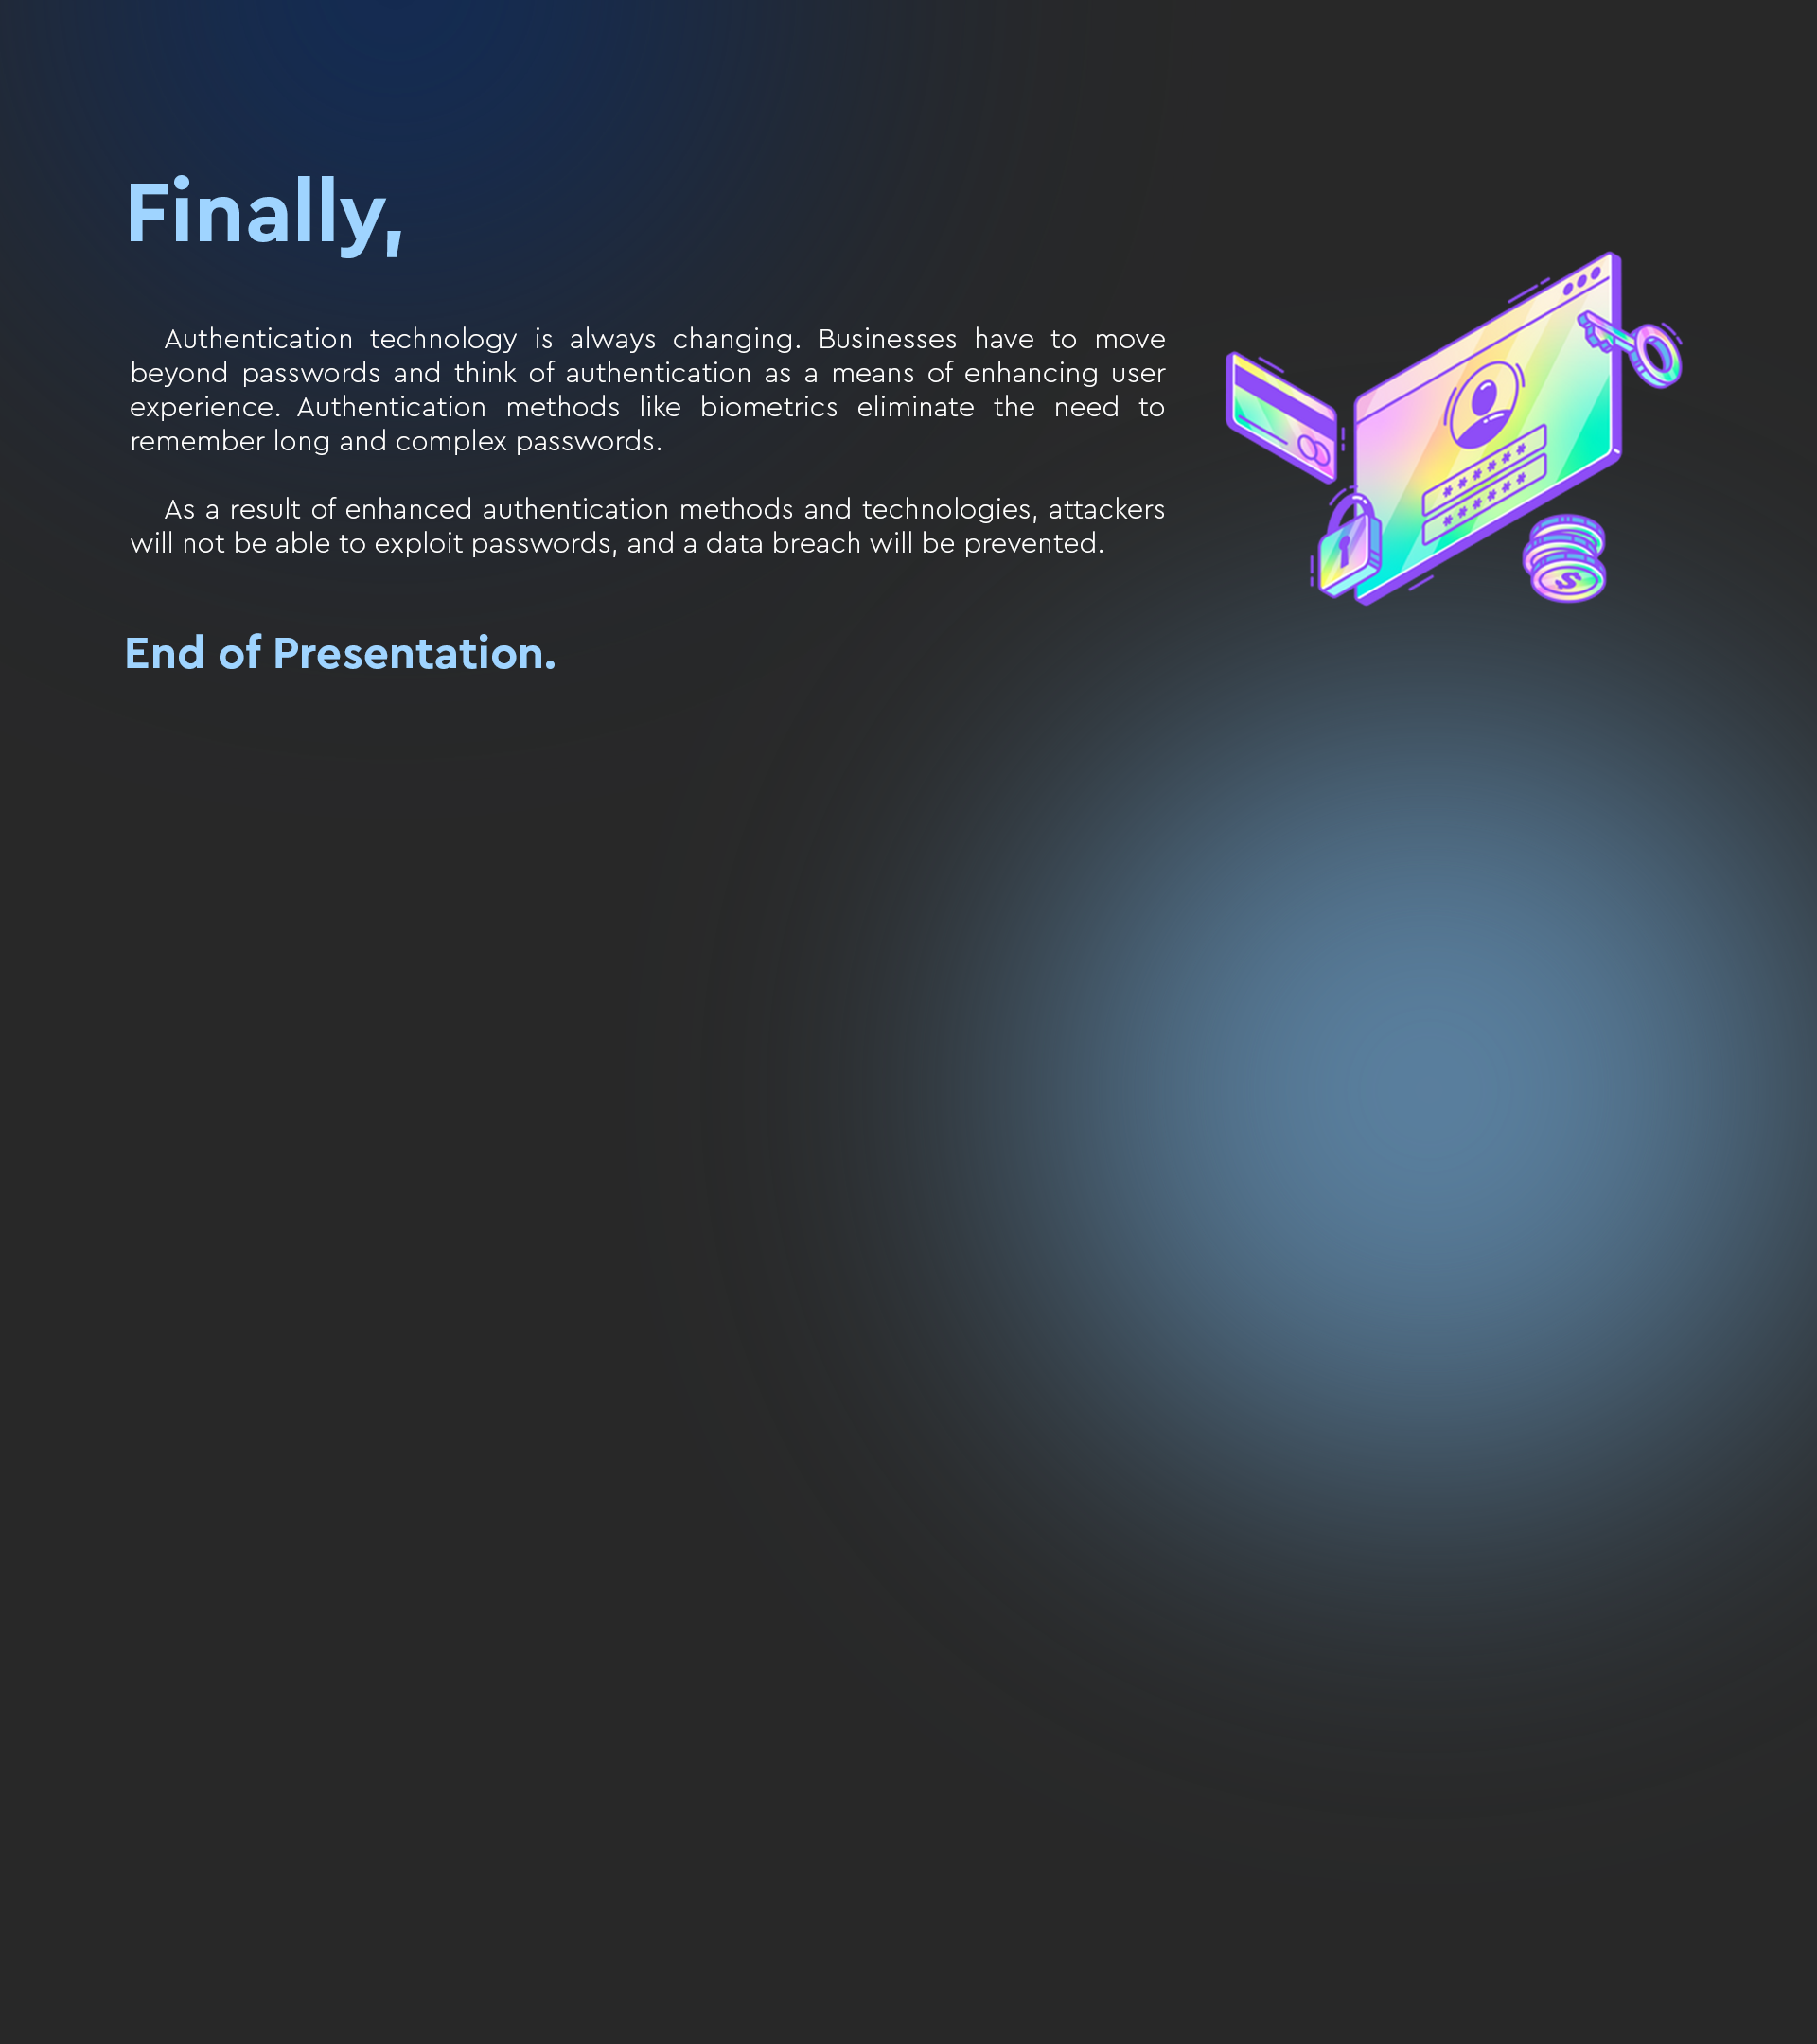 Finally,
Authentication technology is always changing. Businesses have to move
beyond passwords and think of authentication as a means of enhancing user
experience. Authentication methods like biometrics eliminate the need to
remember long and complex passwords.
As a result of enhanced authentication methods and technologies, attackers
will not be able to exploit passwords, and a data breach will be prevented.
******
******
S
End of Presentation.